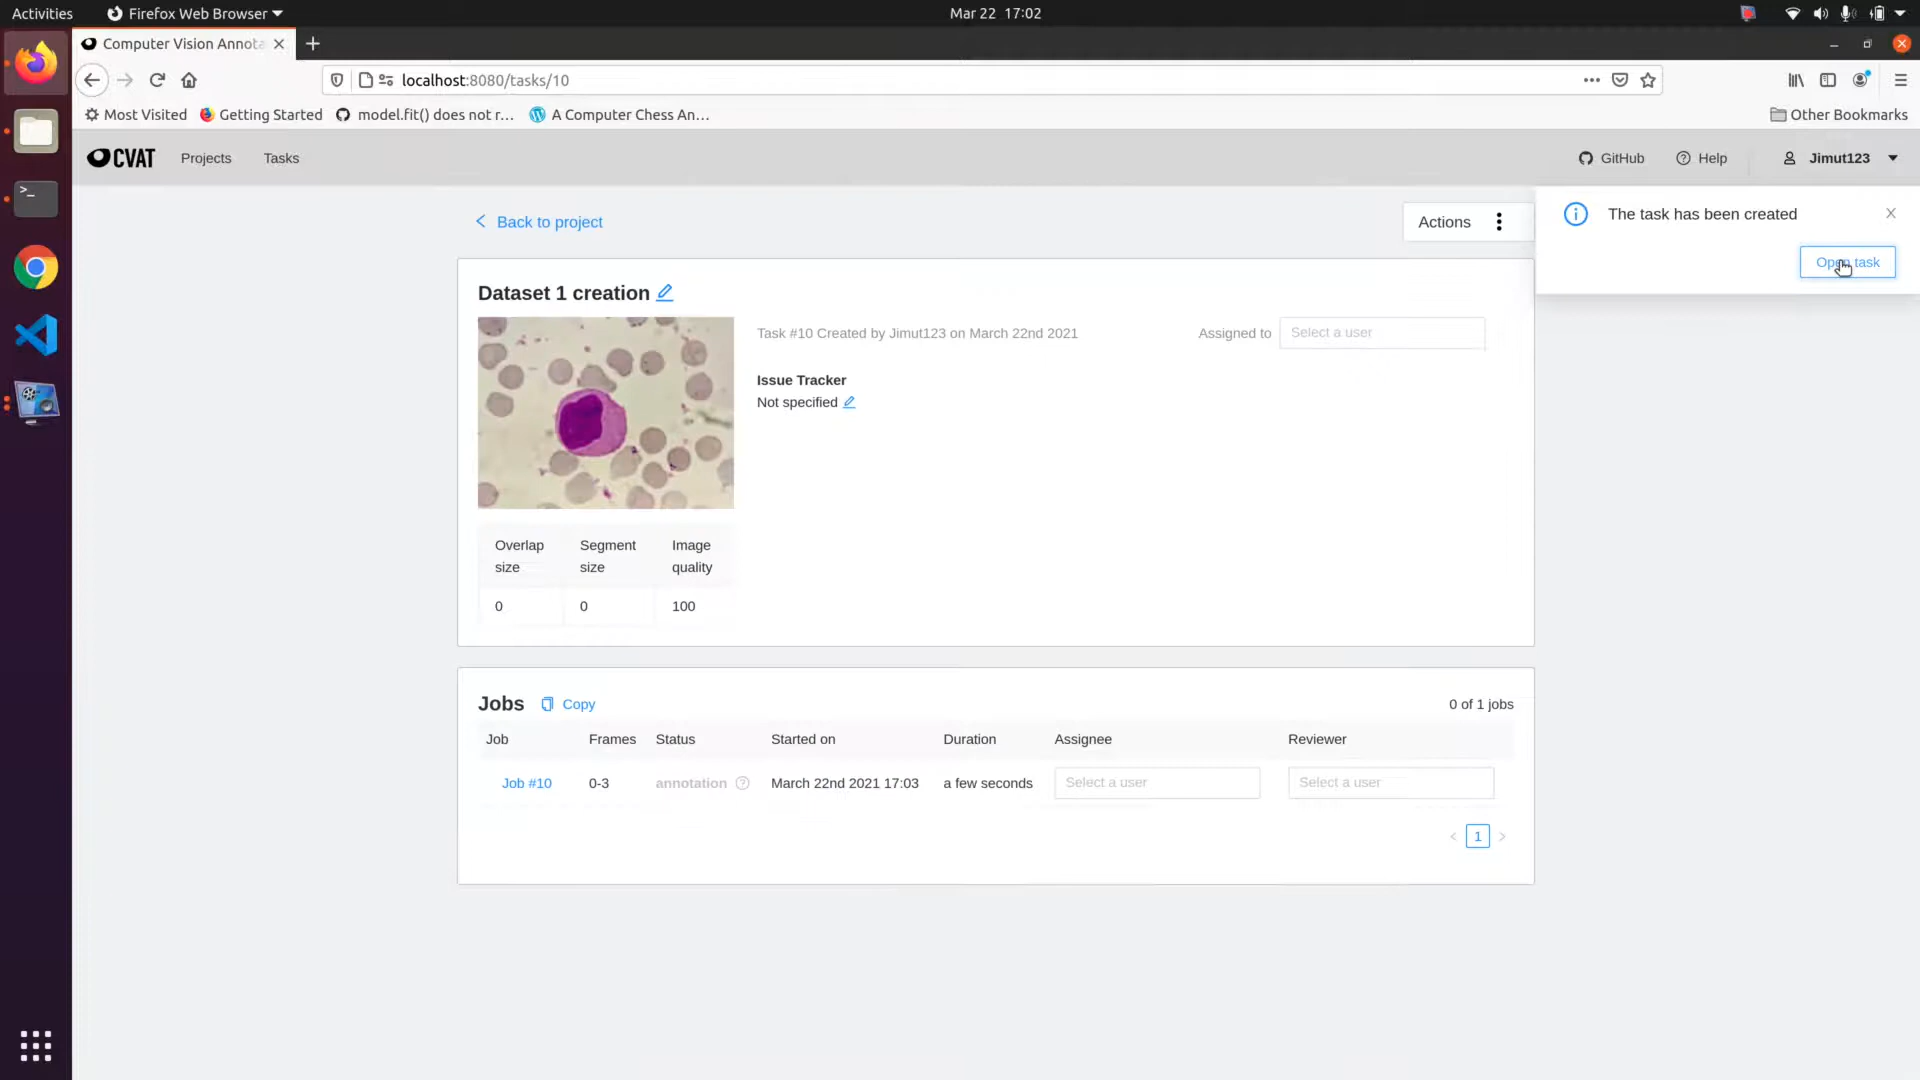 Activities
Firefox Web Browser
Mar 22 17:02
Computer Vision Annota
localhost:8080/tasks/10
Most Visited
Getting Started
model.fit() does not r...
A Computer Chess An...
Other Bookmarks
CVAT
Projects
Tasks
GitHub
Help
Jimut123
Back to project
Actions
The task has been created
Open task
Dataset 1 creation
Task #10 Created by Jimut123 on March 22nd 2021
Assigned to
Select a user
Issue Tracker
Not specified
Overlap size
Segment size
Image quality
0
0
100
Jobs
Copy
0 of 1 jobs
Job
Frames
Status
Started on
Duration
Assignee
Reviewer
Job #10
0-3
annotation
March 22nd 2021 17:03
a few seconds
Select a user
Select a user
1